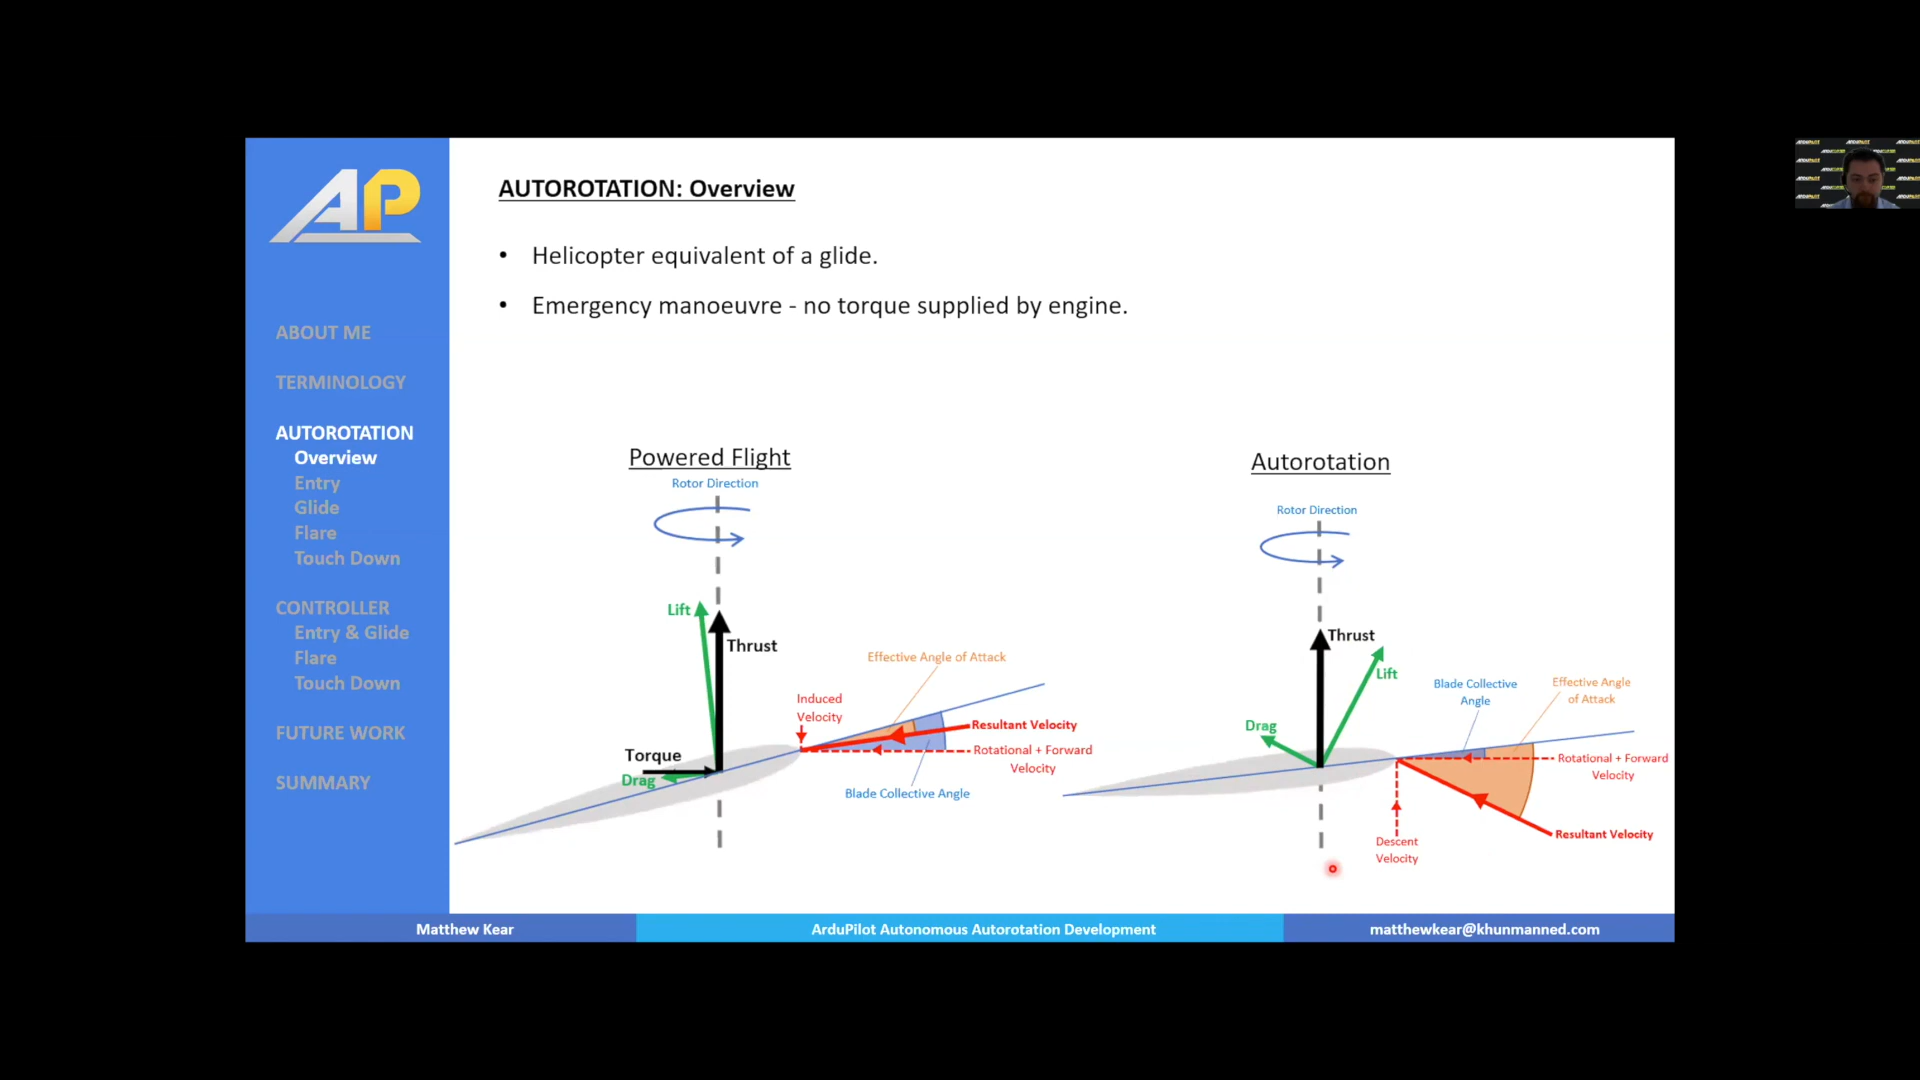 AP
ABOUT ME
TERMINOLOGY
AUTOROTATION
Overview
Entry
Glide
Flare
Touch Down
CONTROLLER
Entry & Glide
Flare
Touch Down
FUTURE WORK
SUMMARY
AUTOROTATION: Overview
• Helicopter equivalent of a glide.
• Emergency manoeuvre - no torque supplied by engine.
Powered Flight
Rotor Direction
Lift
Thrust
Effective Angle of Attack
Induced
Velocity
Resultant Velocity
Torque
Drag
Rotational + Forward
Velocity
Blade Collective Angle
Autorotation
Rotor Direction
Thrust
Lift
Drag
Blade Collective
Angle
Effective Angle
of Attack
Rotational + Forward
Velocity
Descent
Velocity
Resultant Velocity
Matthew Kear
ArduPilot Autonomous Autorotation Development
matthewkear@khunmanned.com